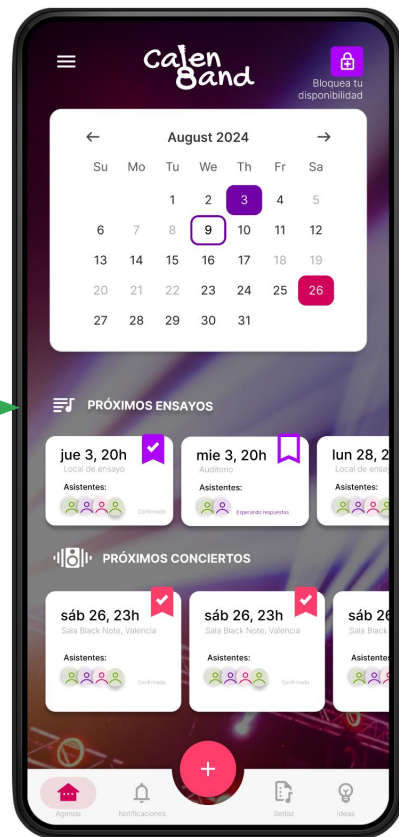 Calen
Band
Bloquea tu
disponibilidad
August 2024
Su Mo Tu We Th Fr Sa
1 2 3 4 5
6 7 8 9 10 11 12
13 14 15 16 17 18 19
20 21 22 23 24 25 26
27 28 29 30 31
PRÓXIMOS ENSAYOS
jue 3, 20h
Local de ensayo
Asistentes:
Confirmado
mie 3, 20h
Auditorio
Asistentes:
Esperando respuestas
lun 28, 2
Local de ensa
Asistentes:
PRÓXIMOS CONCIERTOS
sáb 26, 23h
Sala Black Note, Valencia
Asistentes:
Confirmado
sáb 26, 23h
Sala Black Note, Valencia
Asistentes:
Confirmado
sáb 26
Sala Black
Asistentes
+
Agenda
Notificaciones
Setlist
Ideas